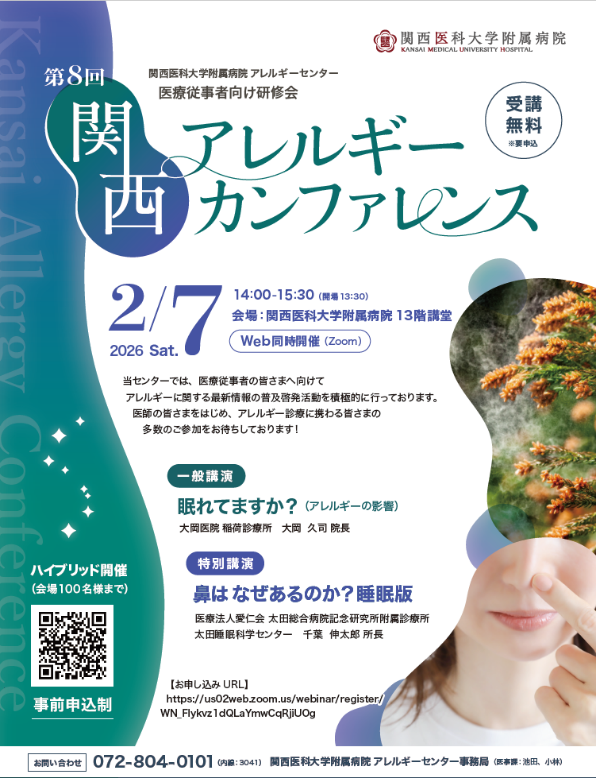 関西医科大学附属病院
KANSAI MEDICAL UNIVERSITY HOSPITAL
第8回
関西医科大学附属病院 アレルギーセンター
医療従事者向け研修会
受講
無料
※要申込
関西
アレルギー
カンファレンス
Kansai Allergy Conference
2/7
2026 Sat.
14:00-15:30（開場 13:30）
会場：関西医科大学附属病院 13階講堂
Web同時開催（Zoom）
当センターでは、医療従事者の皆さまへ向けて
アレルギーに関する最新情報の普及啓発活動を積極的に行っております。
医師の皆さまをはじめ、アレルギー診療に携わる皆さまの
多数のご参加をお待ちしております！
一般講演
眠れてますか？（アレルギーの影響）
大岡医院 稲荷診療所　大岡 久司 院長
特別講演
鼻は なぜあるのか？睡眠版
医療法人愛仁会 太田総合病院記念研究所附属診療所
太田睡眠科学センター　千葉 伸太郎 所長
ハイブリッド開催
（会場100名様まで）
事前申込制
【お申し込み URL】
https://us02web.zoom.us/webinar/register/
WN_FIykvz1dQLaYmwCqRjiUOg
お問い合わせ 072-804-0101（内線：3041） 関西医科大学附属病院 アレルギーセンター事務局（医事課：池田、小林）